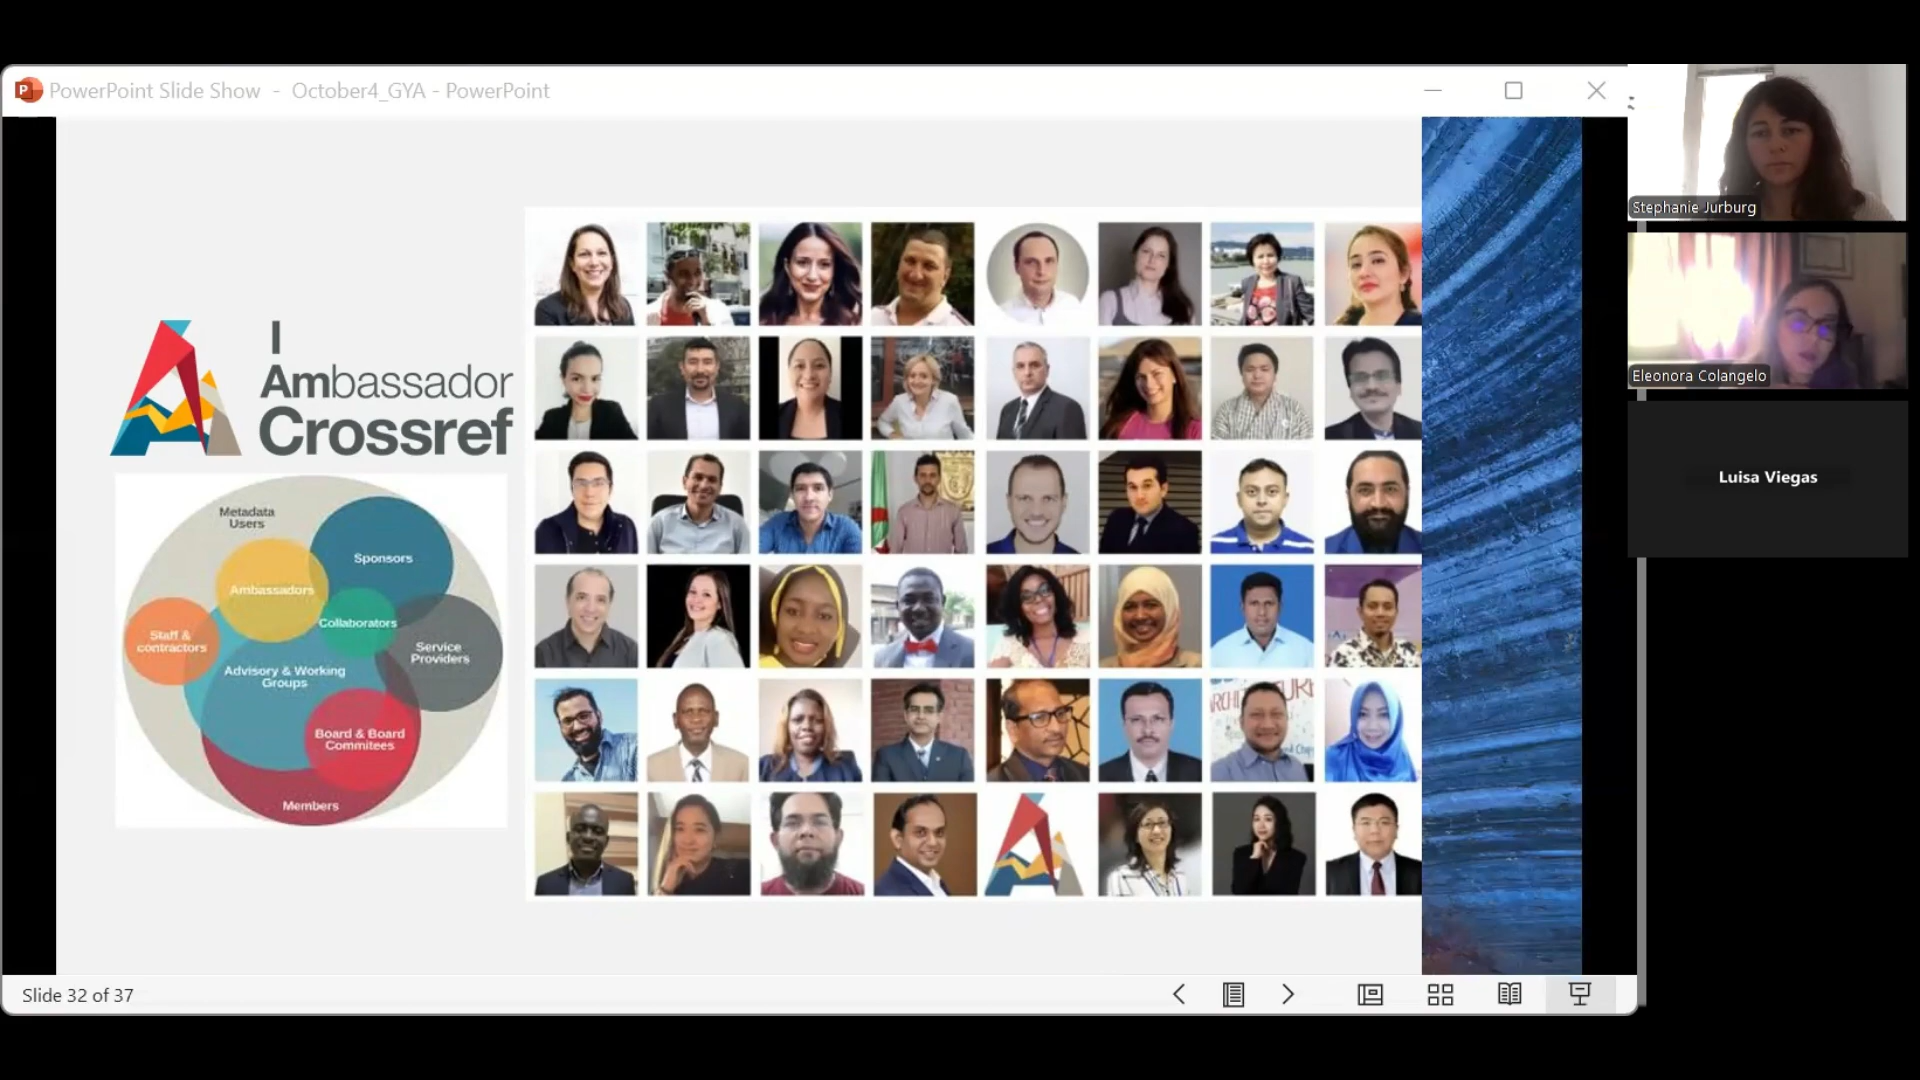 PowerPoint Slide Show - October4_GYA - PowerPoint
I
Ambassador
Crossref
Metadata
Users
Sponsors
Ambassadors
Collaborators
Staff &
contractors
Service
Providers
Advisory & Working
Groups
Board & Board
Commitees
Members
Slide 32 of 37
Stephanie Jurburg
Eleonora Colangelo
Luisa Viegas